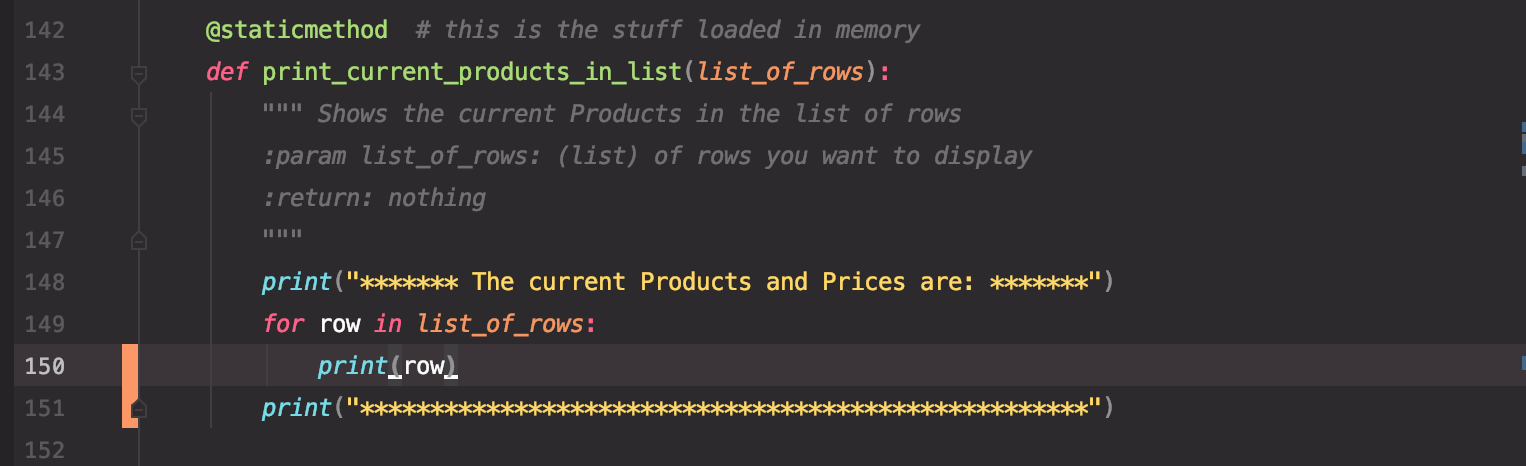 142 @staticmethod  # this is the stuff loaded in memory
143 def print_current_products_in_list(list_of_rows):
144     """ Shows the current Products in the list of rows
145     :param list_of_rows: (list) of rows you want to display
146     :return: nothing
147     """
148     print("******* The current Products and Prices are: *******")
149     for row in list_of_rows:
150         print(row)
151     print("****************************************************")
152